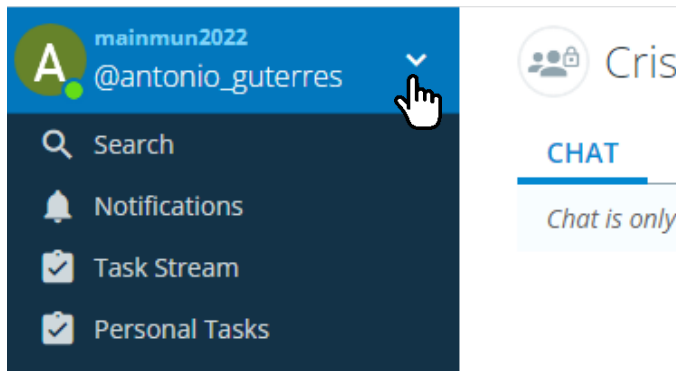 A
mainmun2022
@antonio_guterres
Search
Notifications
Task Stream
Personal Tasks
Cris
CHAT
Chat is only